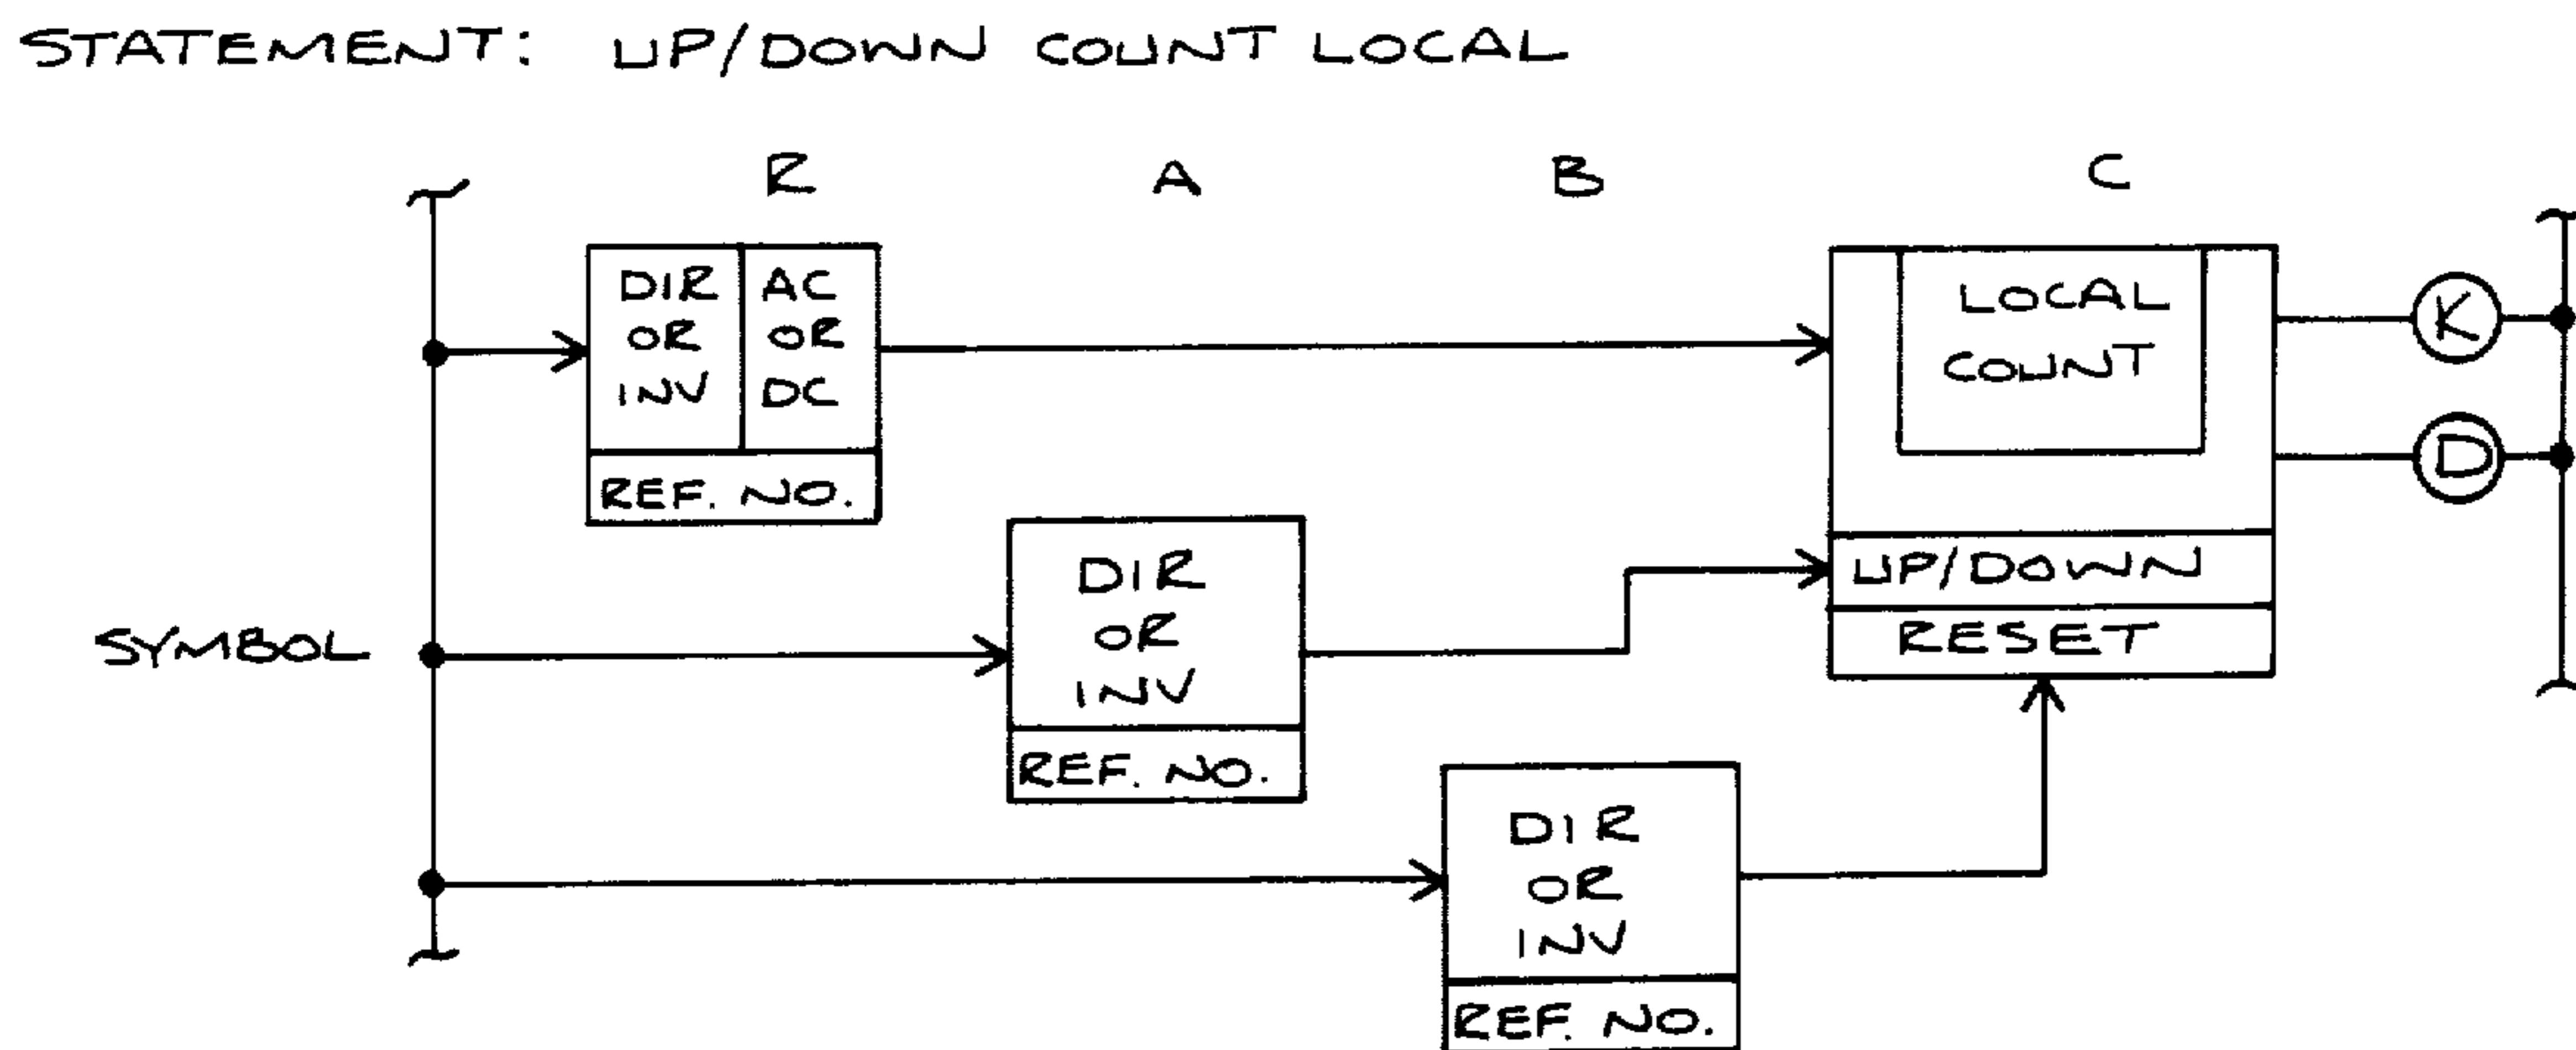 STATEMENT: UP/DOWN COUNT LOCAL
R A B C
DIR
OR
INV
AC
OR
DC
REF. NO.
LOCAL
COUNT
K
D
UP/DOWN
RESET
SYMBOL
DIR
OR
INV
REF. NO.
DIR
OR
INV
REF. NO.